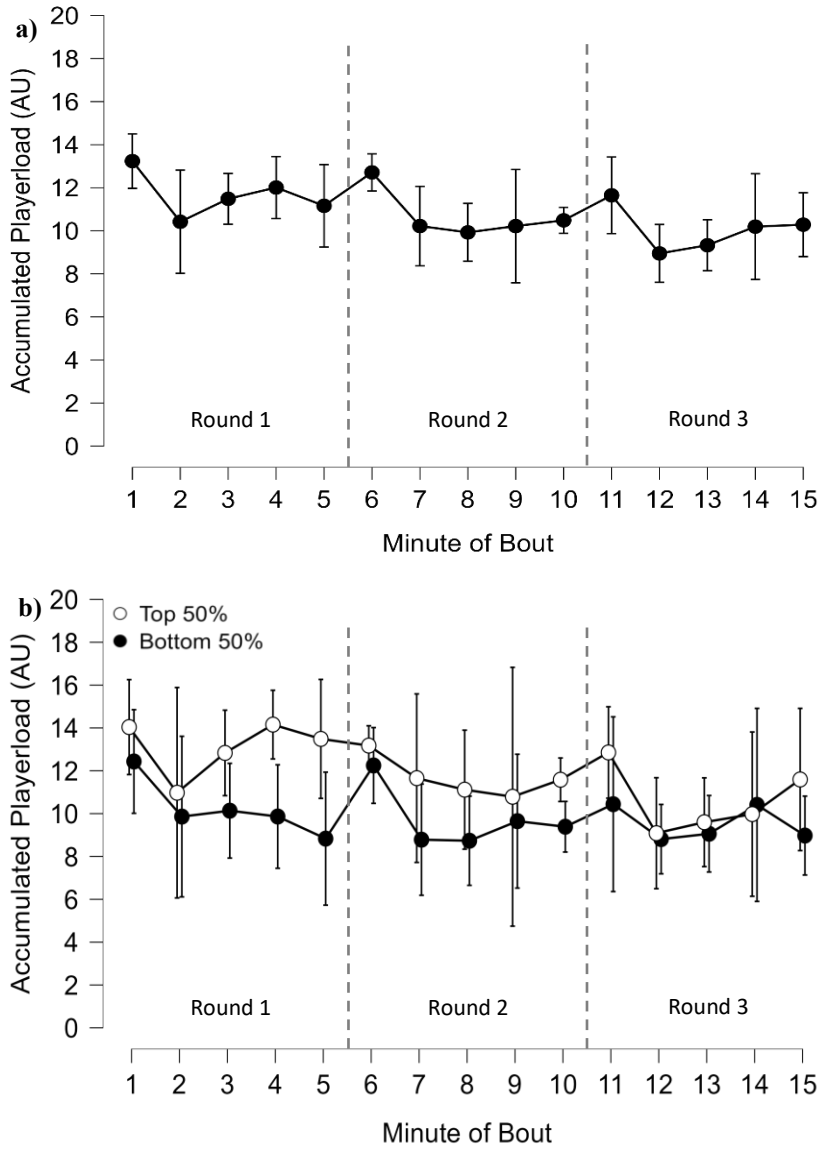 a)
Accumulated Playerload (AU)
20
18
16
14
12
10
8
6
4
2
0
Round 1
Round 2
Round 3
1 2 3 4 5 6 7 8 9 10 11 12 13 14 15
Minute of Bout
b)
Accumulated Playerload (AU)
20
18
16
14
12
10
8
6
4
2
0
Top 50%
Bottom 50%
Round 1
Round 2
Round 3
1 2 3 4 5 6 7 8 9 10 11 12 13 14 15
Minute of Bout